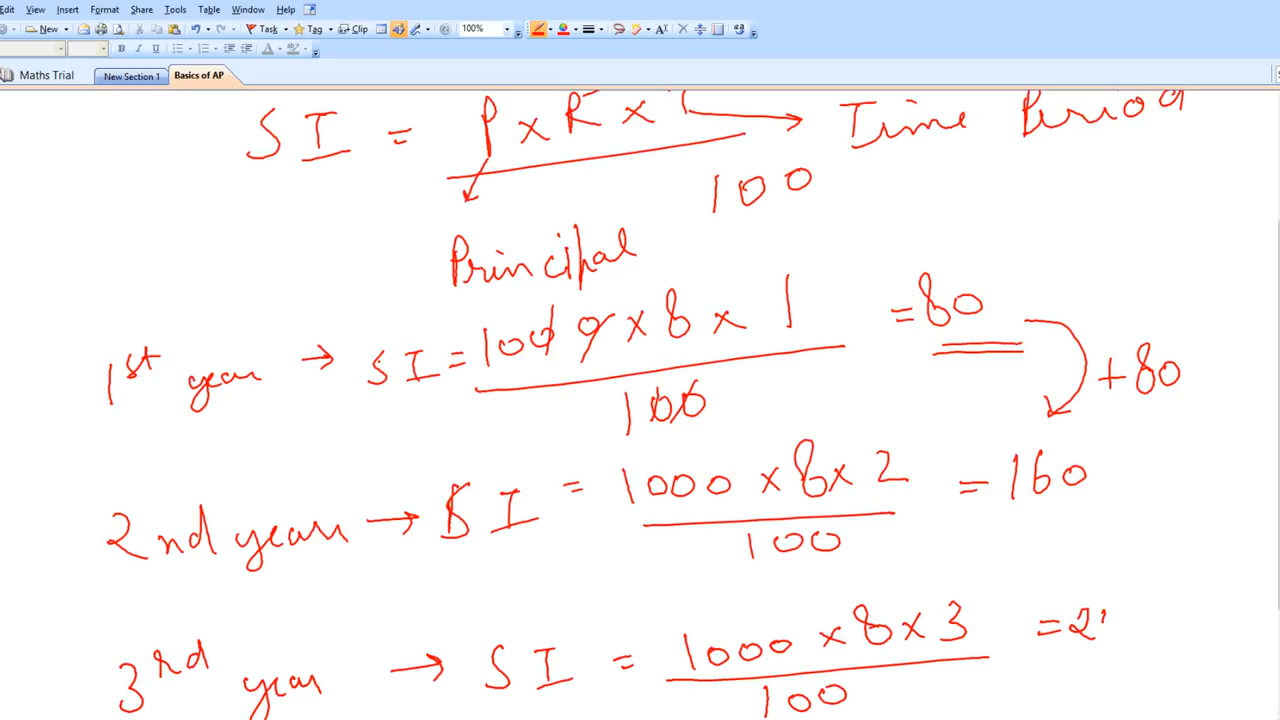 Edit View Insert Format Share Tools Table Window Help
New Task Tag Clip 100%
B I U
Maths Trial New Section 1 Basics of AP
SI = P x R x T → Time Period
100
Principal
1st year → SI = 1000 x 8 x 1 = 80
100
+80
2nd year → SI = 1000 x 8 x 2 = 160
100
3rd year → SI = 1000 x 8 x 3 = 2
100